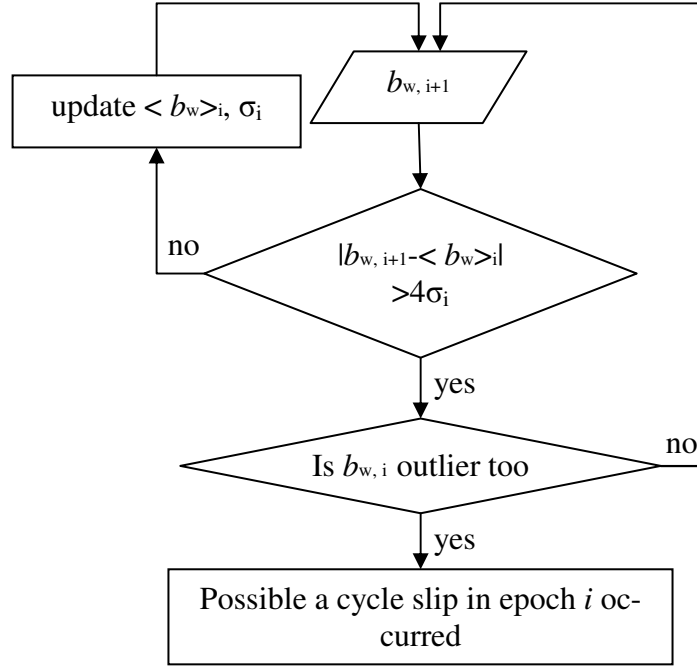 b_w, i+1
update < b_w>_i, σ_i
|b_w, i+1-< b_w>_i|
>4σ_i
no
yes
Is b_w, i outlier too
no
yes
Possible a cycle slip in epoch i oc-
curred